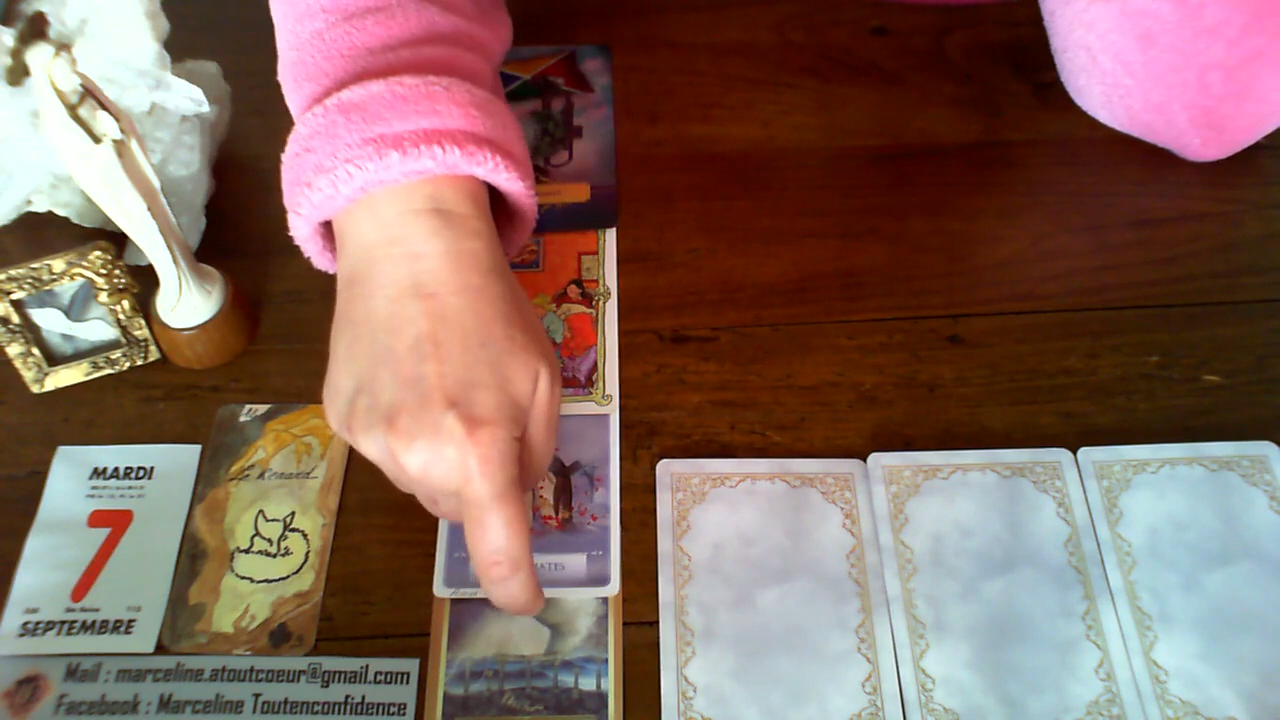 MARDI
7
SEPTEMBRE
Le Renard
Mail : marceline.atoutcoeur@gmail.com
Facebook : Marceline Toutenconfidence